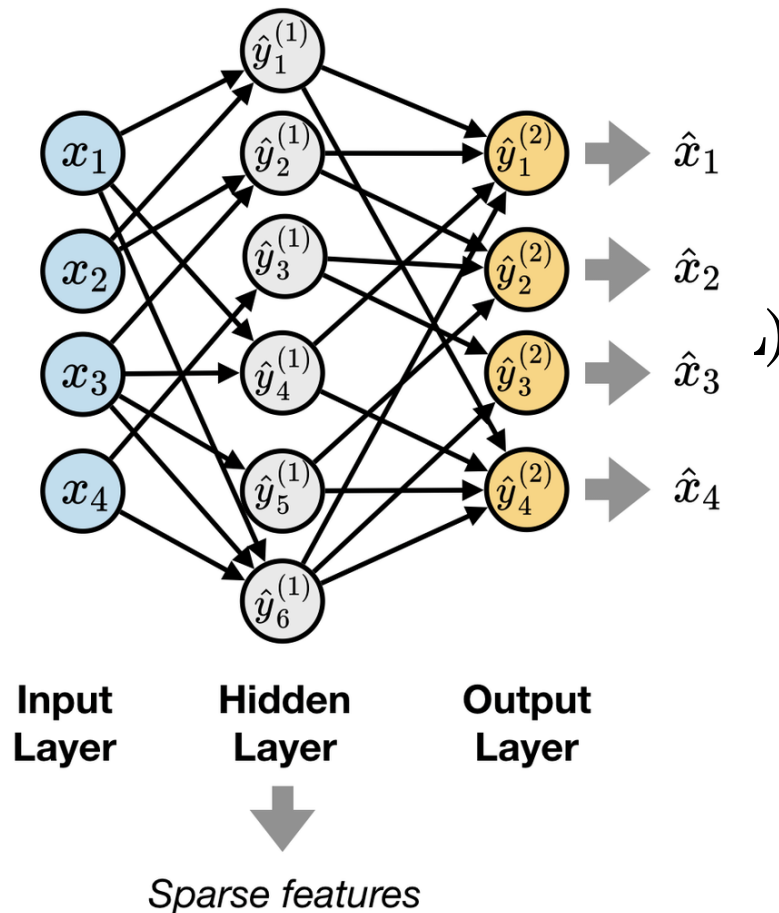 ŷ₁⁽¹⁾
x₁ ŷ₂⁽¹⁾ ŷ₁⁽²⁾ x̂₁
x₂ ŷ₃⁽¹⁾ ŷ₂⁽²⁾ x̂₂
x₃ ŷ₄⁽¹⁾ ŷ₃⁽²⁾ x̂₃
x₄ ŷ₅⁽¹⁾ ŷ₄⁽²⁾ x̂₄
ŷ₆⁽¹⁾
Input Hidden Output
Layer Layer Layer
Sparse features